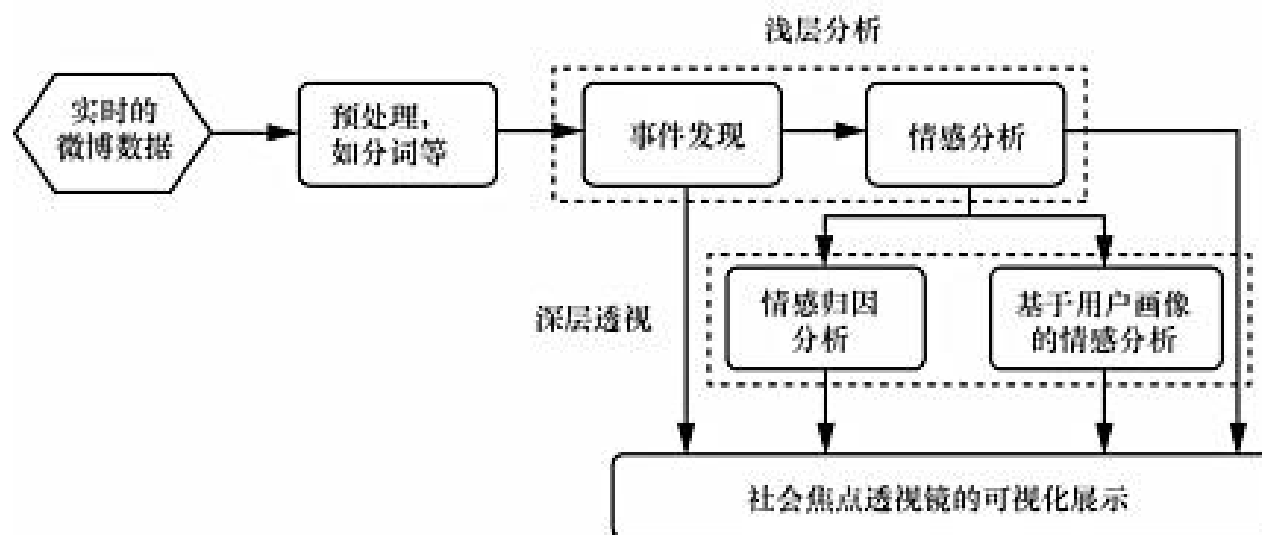 浅层分析
实时的
微博数据
预处理，
如分词等
事件发现
情感分析
深层透视
情感归因
分析
基于用户画像
的情感分析
社会焦点透视镜的可视化展示